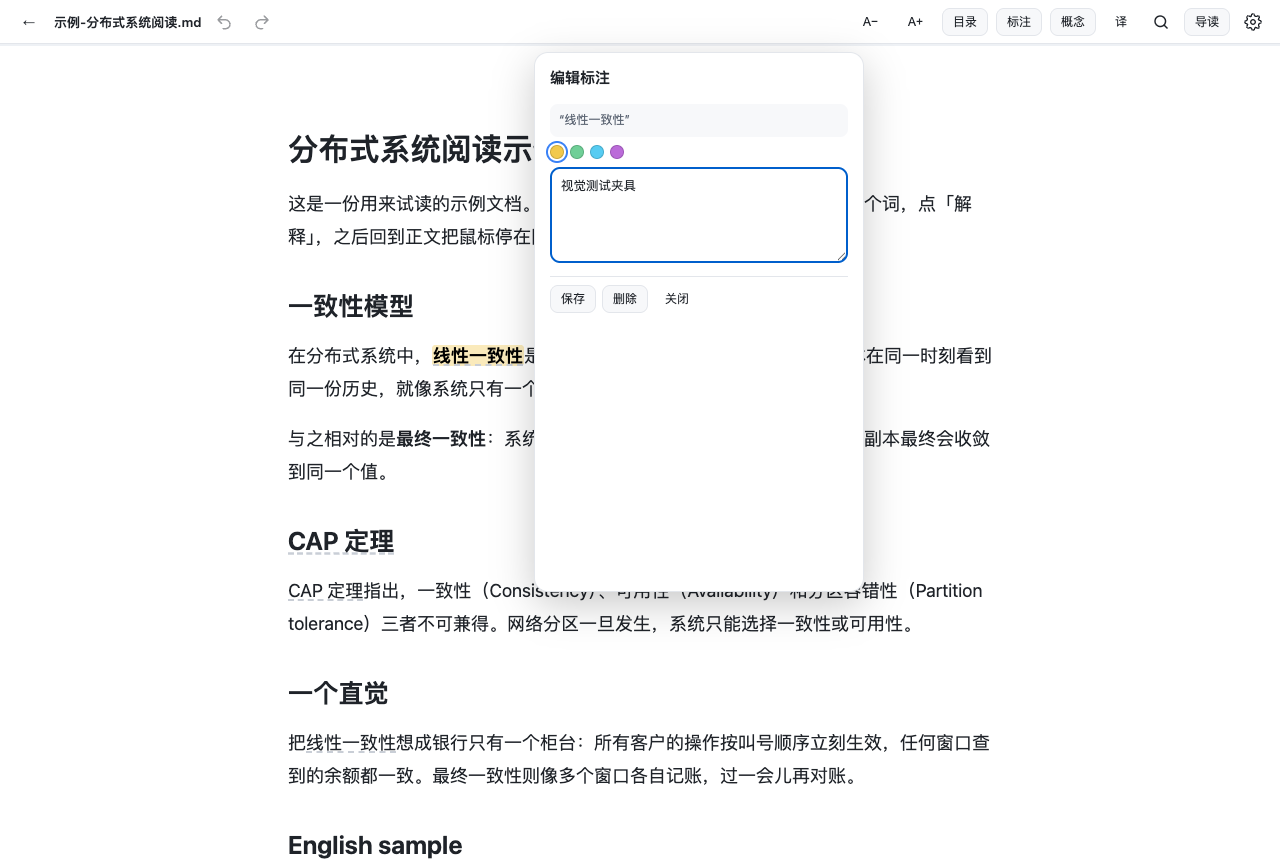 ← 示例-分布式系统阅读.md A− A+ 目录 标注 概念 译 导读
编辑标注
“线性一致性”
视觉测试夹具
保存 删除 关闭
分布式系统阅读示
这是一份用来试读的示例文档。 个词，点「解
释」，之后回到正文把鼠标停在
一致性模型
在分布式系统中，线性一致性是 在同一时刻看到
同一份历史，就像系统只有一个
与之相对的是最终一致性：系统 副本最终会收敛
到同一个值。
CAP 定理
CAP 定理指出，一致性（Consistency）、可用性（Availability）和分区容错性（Partition
tolerance）三者不可兼得。网络分区一旦发生，系统只能选择一致性或可用性。
一个直觉
把线性一致性想成银行只有一个柜台：所有客户的操作按叫号顺序立刻生效，任何窗口查
到的余额都一致。最终一致性则像多个窗口各自记账，过一会儿再对账。
English sample